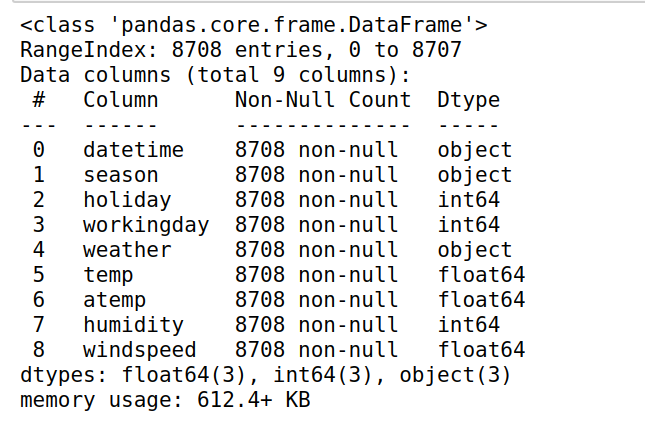 <class 'pandas.core.frame.DataFrame'>
RangeIndex: 8708 entries, 0 to 8707
Data columns (total 9 columns):
 #   Column      Non-Null Count  Dtype
---  ------      --------------  -----
 0   datetime    8708 non-null   object
 1   season      8708 non-null   object
 2   holiday     8708 non-null   int64
 3   workingday  8708 non-null   int64
 4   weather     8708 non-null   object
 5   temp        8708 non-null   float64
 6   atemp       8708 non-null   float64
 7   humidity    8708 non-null   int64
 8   windspeed   8708 non-null   float64
dtypes: float64(3), int64(3), object(3)
memory usage: 612.4+ KB